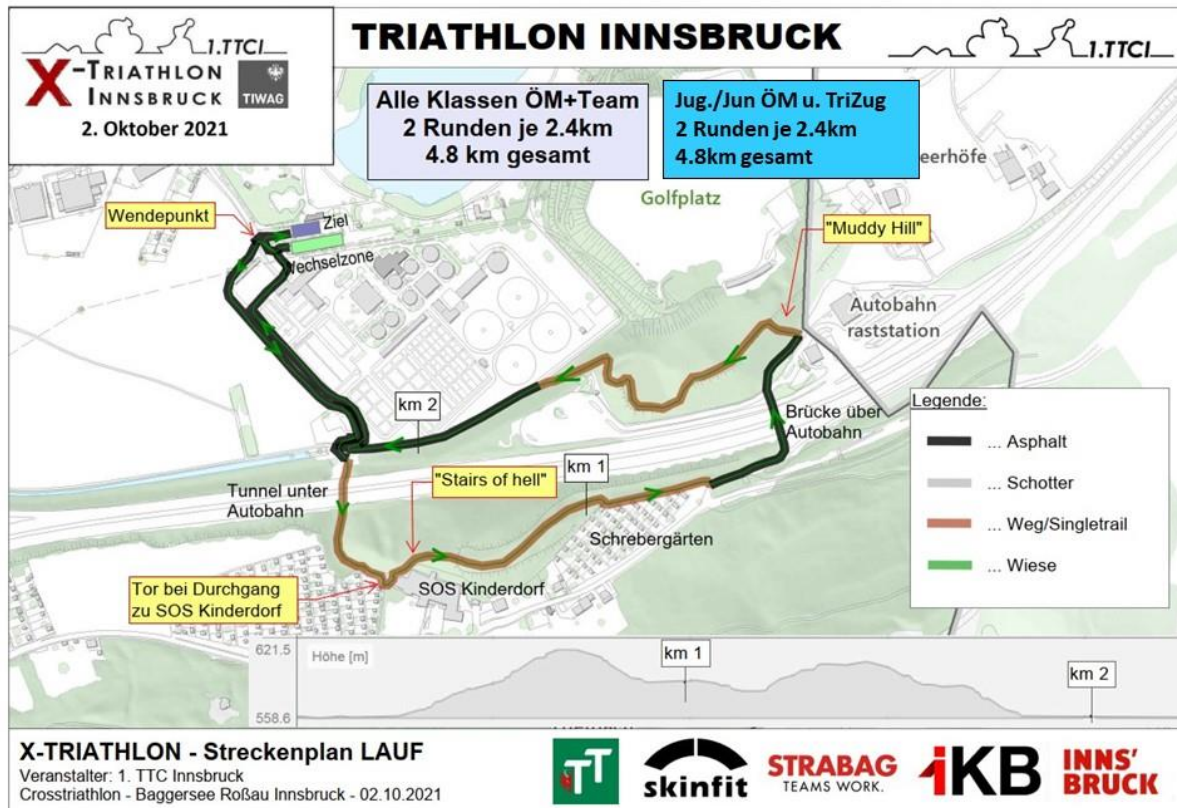 1.TTCI
X-TRIATHLON
INNSBRUCK
TIWAG
2. Oktober 2021
TRIATHLON INNSBRUCK
1.TTCI
Alle Klassen ÖM+Team
2 Runden je 2.4km
4.8 km gesamt
Jug./Jun ÖM u. TriZug
2 Runden je 2.4km
4.8km gesamt
eerhöfe
Golfplatz
Wendepunkt
Ziel
Wechselzone
"Muddy Hill"
Autobahn
raststation
km 2
Brücke über
Autobahn
Legende:
... Asphalt
... Schotter
... Weg/Singletrail
... Wiese
km 1
"Stairs of hell"
Tunnel unter
Autobahn
Schrebergärten
SOS Kinderdorf
Tor bei Durchgang
zu SOS Kinderdorf
621.5
Höhe [m]
km 1
km 2
558.6
X-TRIATHLON - Streckenplan LAUF
Veranstalter: 1. TTC Innsbruck
Crosstriathlon - Baggersee Roßau Innsbruck - 02.10.2021
TT
skinfit
STRABAG
TEAMS WORK.
iKB
INNS'
BRUCK